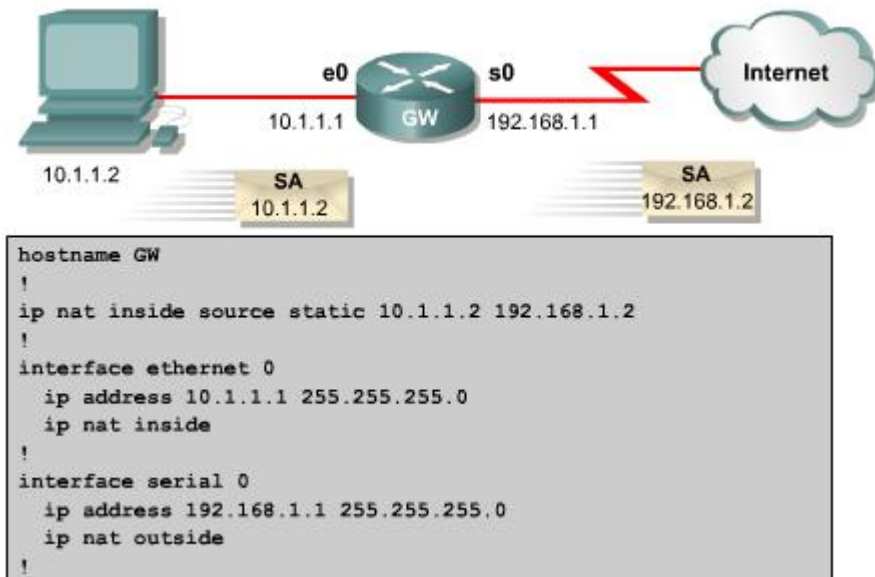 e0
s0
Internet
10.1.1.1
GW
192.168.1.1
10.1.1.2
SA
10.1.1.2
SA
192.168.1.2
hostname GW
!
ip nat inside source static 10.1.1.2 192.168.1.2
!
interface ethernet 0
ip address 10.1.1.1 255.255.255.0
ip nat inside
!
interface serial 0
ip address 192.168.1.1 255.255.255.0
ip nat outside
!